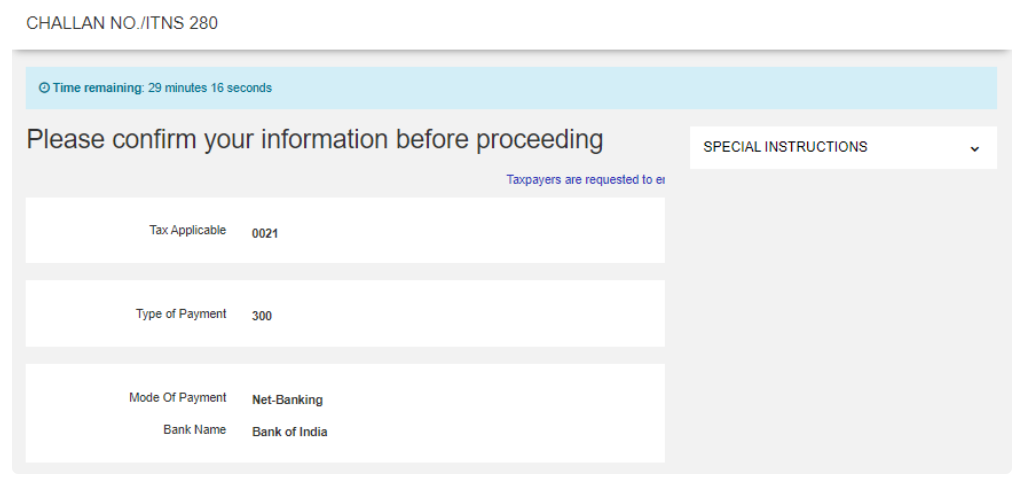 CHALLAN NO./ITNS 280
Time remaining: 29 minutes 16 seconds
Please confirm your information before proceeding
SPECIAL INSTRUCTIONS
Taxpayers are requested to
Tax Applicable 0021
Type of Payment 300
Mode Of Payment Net-Banking
Bank Name Bank of India